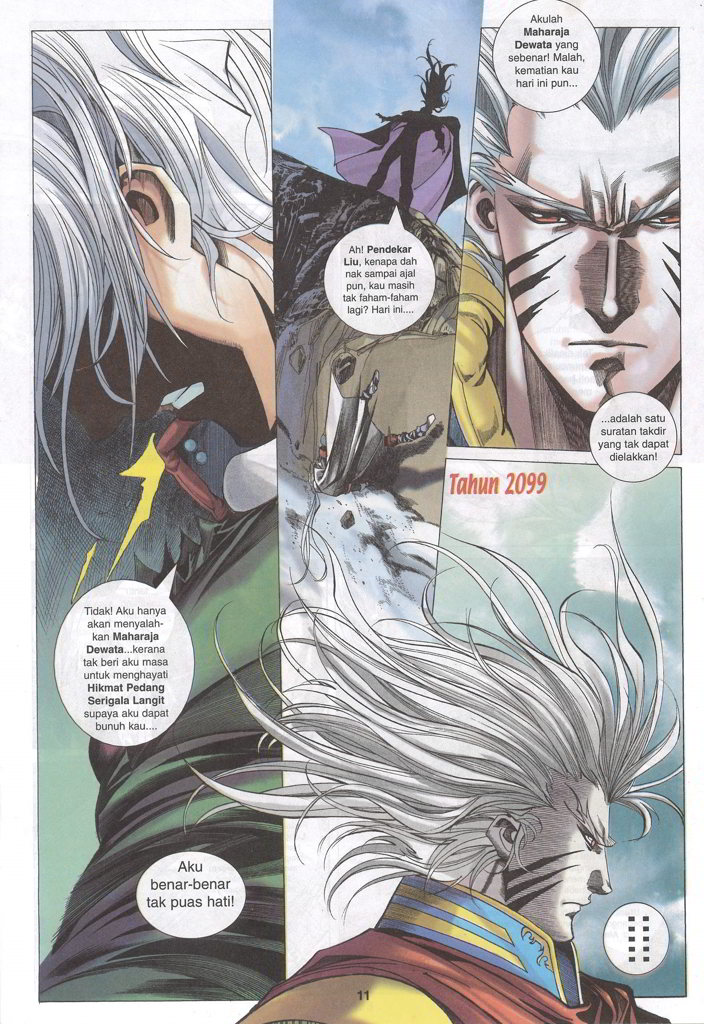 Tidak! Aku hanya
akan menyalah-
kan Maharaja
Dewata...kerana
tak beri aku masa
untuk menghayati
Hikmat Pedang
Serigala Langit
supaya aku dapat
bunuh kau....
Aku
benar-benar
tak puas hati!
Ah! Pendekar
Liu, kenapa dah
nak sampai ajal
pun, kau masih
tak faham-faham
lagi? Hari ini....
Akulah
Maharaja
Dewata yang
sebenar! Malah,
kematian kau
hari ini pun...
...adalah satu
suratan takdir
yang tak dapat
dielakkan!
Tahun 2099
11